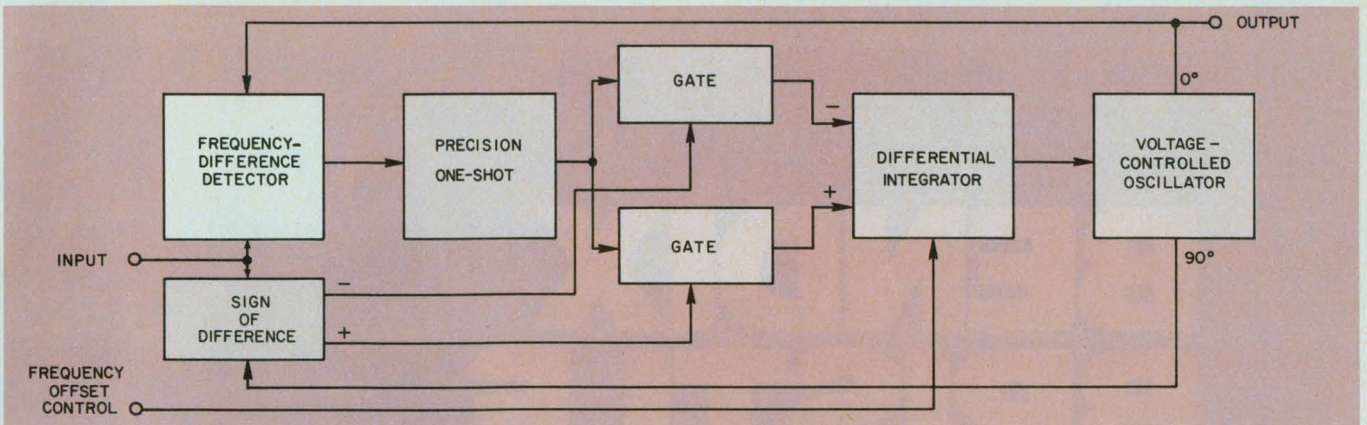 OUTPUT
0°
GATE
FREQUENCY-
DIFFERENCE
DETECTOR
PRECISION
ONE-SHOT
−
DIFFERENTIAL
INTEGRATOR
VOLTAGE-
CONTROLLED
OSCILLATOR
+
GATE
INPUT
90°
SIGN
OF
DIFFERENCE
−
+
FREQUENCY
OFFSET
CONTROL